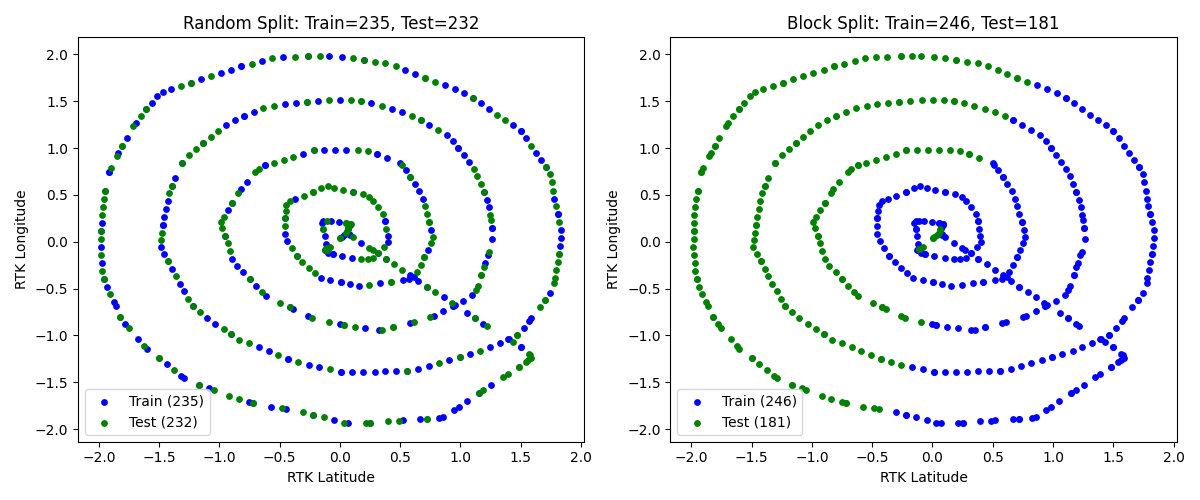 Random Split: Train=235, Test=232
RTK Longitude
2.0
1.5
1.0
0.5
0.0
−0.5
−1.0
−1.5
−2.0
Train (235)
Test (232)
−2.0 −1.5 −1.0 −0.5 0.0 0.5 1.0 1.5 2.0
RTK Latitude
Block Split: Train=246, Test=181
RTK Longitude
2.0
1.5
1.0
0.5
0.0
−0.5
−1.0
−1.5
−2.0
Train (246)
Test (181)
−2.0 −1.5 −1.0 −0.5 0.0 0.5 1.0 1.5 2.0
RTK Latitude